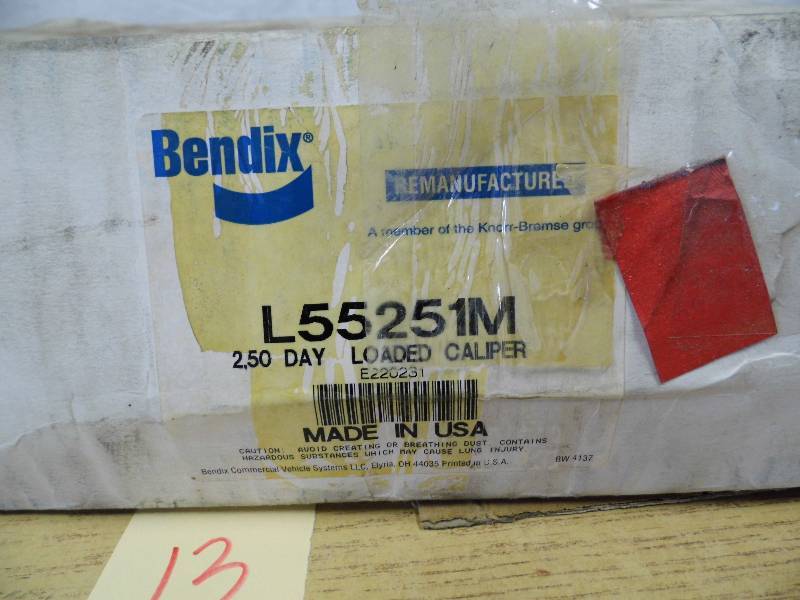 Bendix®
REMANUFACTURED
A member of the Knorr-Bremse group
L55251M
2.50 DAY LOADED CALIPER
E220231
MADE IN USA
CAUTION: AVOID CREATING OR BREATHING DUST. CONTAINS
HAZARDOUS SUBSTANCES WHICH MAY CAUSE LUNG INJURY
Bendix Commercial Vehicle Systems LLC, Elyria, OH 44035 Printed in U.S.A.
BW 4137
13